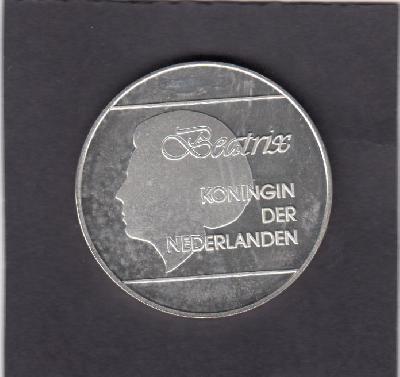 Beatrix
KONINGIN
DER
NEDERLANDEN